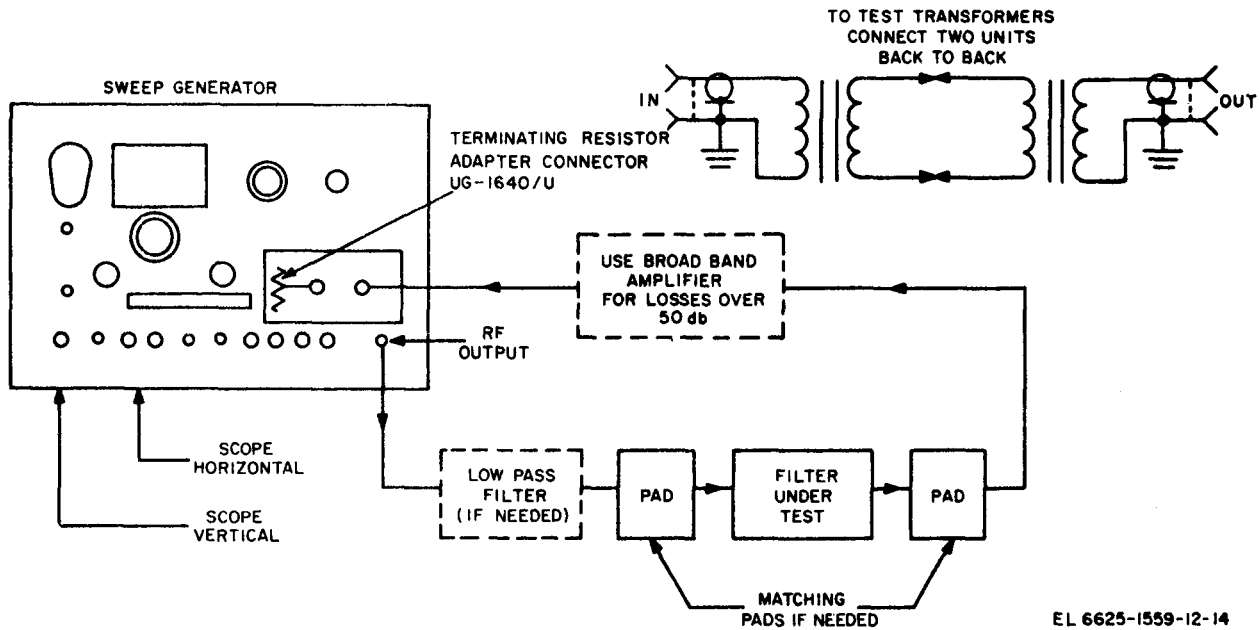 TO TEST TRANSFORMERS
CONNECT TWO UNITS
BACK TO BACK
IN
OUT
SWEEP GENERATOR
TERMINATING RESISTOR
ADAPTER CONNECTOR
UG-1640/U
USE BROAD BAND
AMPLIFIER
FOR LOSSES OVER
50 db
RF
OUTPUT
SCOPE
HORIZONTAL
SCOPE
VERTICAL
LOW PASS
FILTER
(IF NEEDED)
PAD
FILTER
UNDER
TEST
PAD
MATCHING
PADS IF NEEDED
EL 6625-1559-12-14